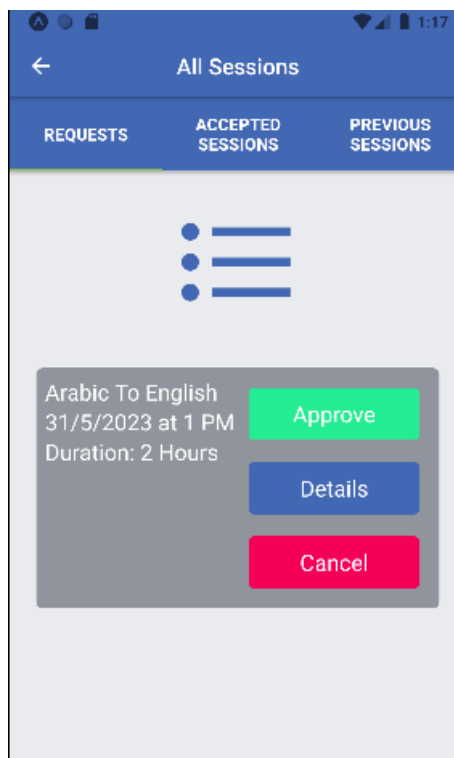 1:17
All Sessions
REQUESTS
ACCEPTED
SESSIONS
PREVIOUS
SESSIONS
Arabic To English
31/5/2023 at 1 PM
Duration: 2 Hours
Approve
Details
Cancel